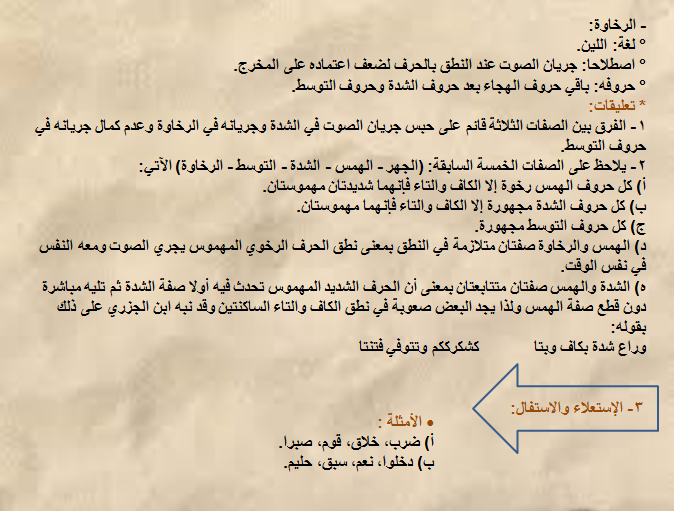 - الرخاوة:
° لغة: اللين.
° اصطلاحا: جريان الصوت عند النطق بالحرف لضعف اعتماده على المخرج.
° حروفه: باقي حروف الهجاء بعد حروف الشدة وحروف التوسط.
* تعليقات:
١- الفرق بين الصفات الثلاثة قائم على حبس جريان الصوت في الشدة وجريانه في الرخاوة وعدم كمال جريانه في
حروف التوسط.
٢- يلاحظ على الصفات الخمسة السابقة: (الجهر - الهمس - الشدة - التوسط - الرخاوة) الآتي:
أ) كل حروف الهمس رخوة إلا الكاف والتاء فإنهما شديدتان مهموستان.
ب) كل حروف الشدة مجهورة إلا الكاف والتاء فإنهما مهموستان.
ج) كل حروف التوسط مجهورة.
د) الهمس والرخاوة صفتان متلازمة في النطق بمعنى نطق الحرف الرخوي المهموس يجري الصوت ومعه النفس
في نفس الوقت.
ه) الشدة والهمس صفتان متتابعتان بمعنى أن الحرف الشديد المهموس تحدث فيه أولا صفة الشدة ثم تليه مباشرة
دون قطع صفة الهمس ولذا يجد البعض صعوبة في نطق الكاف والتاء الساكنتين وقد نبه ابن الجزري على ذلك
بقوله:
وراع شدة بكاف وبتا كشكرككم وتتوفي فتنتا
٣- الإستعلاء والاستفال:
• الأمثلة :
أ) ضرب، خلاق، قوم، صبرا.
ب) دخلوا، نعم، سبق، حليم.